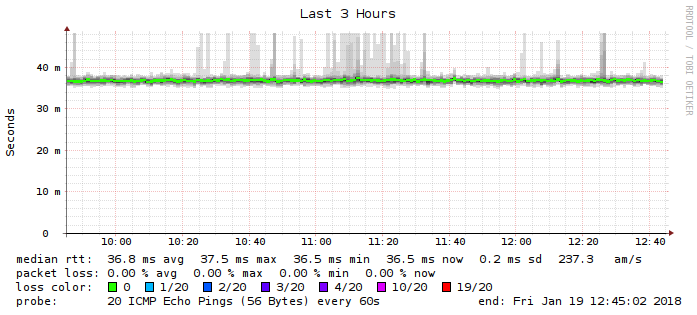 Last 3 Hours
RRDTOOL / TOBI OETIKER
Seconds
40 m
30 m
20 m
10 m
0
10:00 10:20 10:40 11:00 11:20 11:40 12:00 12:20 12:40
median rtt: 36.8 ms avg 37.5 ms max 36.5 ms min 36.5 ms now 0.2 ms sd 237.3 am/s
packet loss: 0.00 % avg 0.00 % max 0.00 % min 0.00 % now
loss color: 0 1/20 2/20 3/20 4/20 10/20 19/20
probe: 20 ICMP Echo Pings (56 Bytes) every 60s end: Fri Jan 19 12:45:02 2018